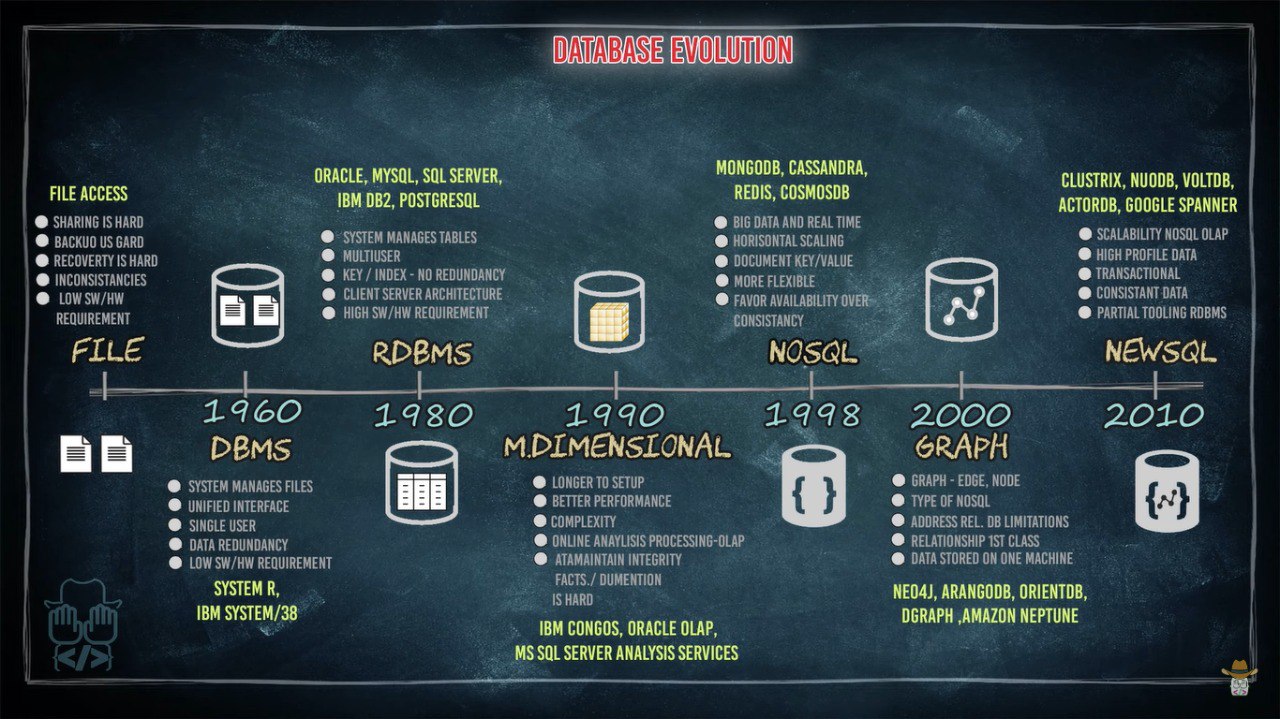 DATABASE EVOLUTION
FILE ACCESS
SHARING IS HARD
BACKUO US GARD
RECOVERTY IS HARD
INCONSISTANCIES
LOW SW/HW
REQUIREMENT
FILE
1960
DBMS
SYSTEM MANAGES FILES
UNIFIED INTERFACE
SINGLE USER
DATA REDUNDANCY
LOW SW/HW REQUIREMENT
SYSTEM R,
IBM SYSTEM/38
ORACLE, MYSQL, SQL SERVER,
IBM DB2, POSTGRESQL
SYSTEM MANAGES TABLES
MULTIUSER
KEY / INDEX - NO REDUNDANCY
CLIENT SERVER ARCHITECTURE
HIGH SW/HW REQUIREMENT
RDBMS
1980
1990
M.DIMENSIONAL
LONGER TO SETUP
BETTER PERFORMANCE
COMPLEXITY
ONLINE ANAYLISIS PROCESSING-OLAP
ATAMAINTAIN INTEGRITY
FACTS./ DUMENTION
IS HARD
IBM CONGOS, ORACLE OLAP,
MS SQL SERVER ANALYSIS SERVICES
MONGODB, CASSANDRA,
REDIS, COSMOSDB
BIG DATA AND REAL TIME
HORISONTAL SCALING
DOCUMENT KEY/VALUE
MORE FLEXIBLE
FAVOR AVAILABILITY OVER
CONSISTANCY
NOSQL
1998
2000
GRAPH
GRAPH - EDGE, NODE
TYPE OF NOSQL
ADDRESS REL. DB LIMITATIONS
RELATIONSHIP 1ST CLASS
DATA STORED ON ONE MACHINE
NEO4J, ARANGODB, ORIENTDB,
DGRAPH ,AMAZON NEPTUNE
CLUSTRIX, NUODB, VOLTDB,
ACTORDB, GOOGLE SPANNER
SCALABILITY NOSQL OLAP
HIGH PROFILE DATA
TRANSACTIONAL
CONSISTANT DATA
PARTIAL TOOLING RDBMS
NEWSQL
2010